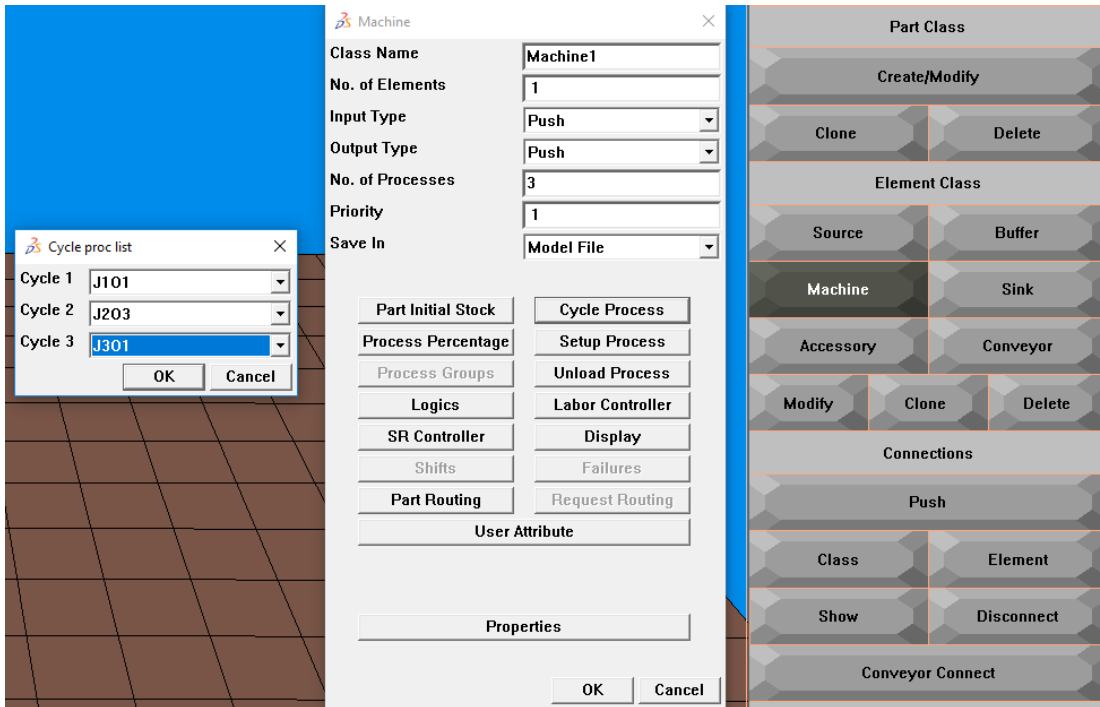 Cycle proc list
Cycle 1 J1O1
Cycle 2 J2O3
Cycle 3 J3O1
OK Cancel
Machine
Class Name Machine1
No. of Elements 1
Input Type Push
Output Type Push
No. of Processes 3
Priority 1
Save In Model File
Part Initial Stock Cycle Process
Process Percentage Setup Process
Process Groups Unload Process
Logics Labor Controller
SR Controller Display
Shifts Failures
Part Routing Request Routing
User Attribute
Properties
OK Cancel
Part Class
Create/Modify
Clone Delete
Element Class
Source Buffer
Machine Sink
Accessory Conveyor
Modify Clone Delete
Connections
Push
Class Element
Show Disconnect
Conveyor Connect